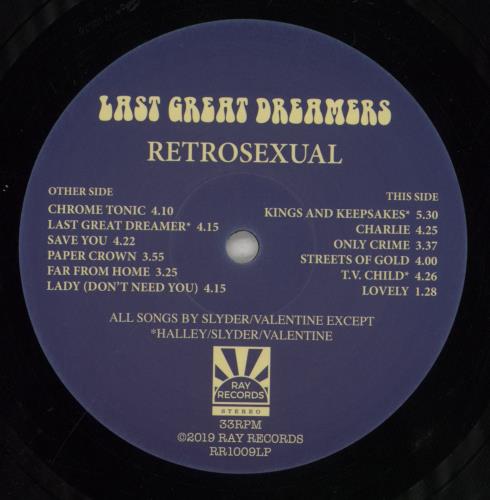 LAST GREAT DREAMERS
RETROSEXUAL
OTHER SIDE
CHROME TONIC 4.10
LAST GREAT DREAMER* 4.15
SAVE YOU 4.22
PAPER CROWN 3.55
FAR FROM HOME 3.25
LADY (DON'T NEED YOU) 4.15
THIS SIDE
KINGS AND KEEPSAKES* 5.30
CHARLIE 4.25
ONLY CRIME 3.37
STREETS OF GOLD 4.00
T.V. CHILD* 4.26
LOVELY 1.28
ALL SONGS BY SLYDER/VALENTINE EXCEPT
*HALLEY/SLYDER/VALENTINE
RAY
RECORDS
STEREO
33RPM
©2019 RAY RECORDS
RR1009LP